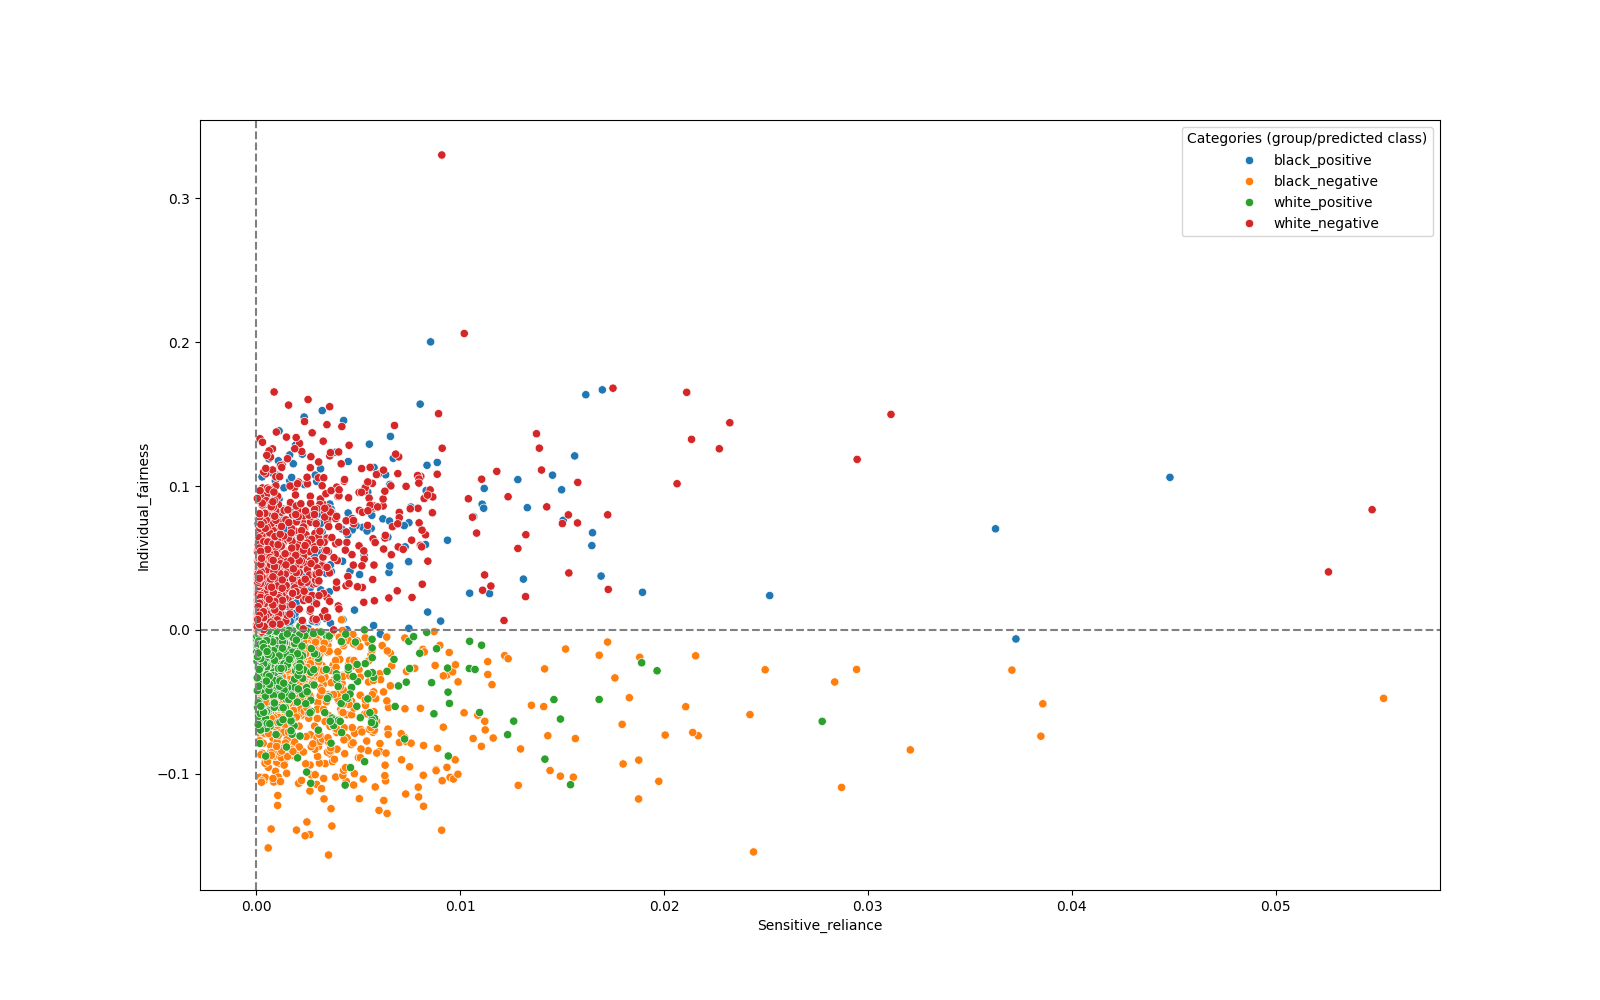 Categories (group/predicted class)
black_positive
black_negative
white_positive
white_negative
Individual_fairness
0.3
0.2
0.1
0.0
−0.1
0.00 0.01 0.02 0.03 0.04 0.05
Sensitive_reliance